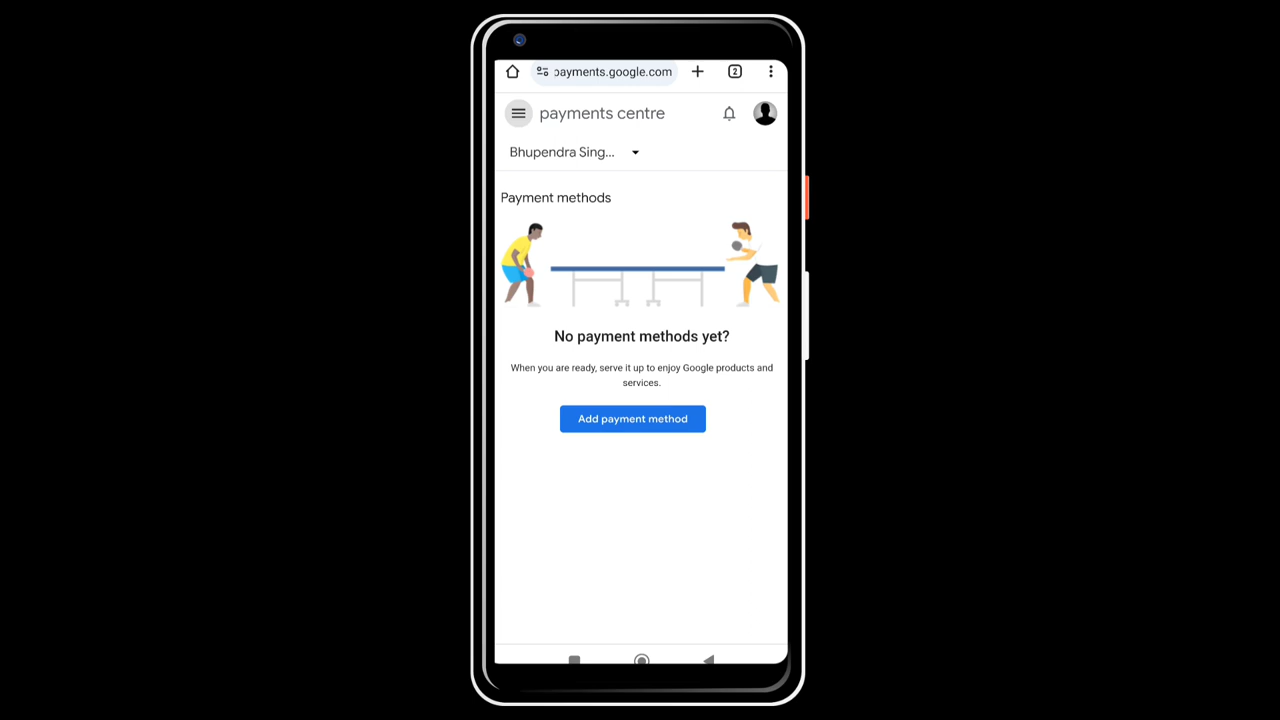 payments.google.com
2
payments centre
Bhupendra Sing...
Payment methods
No payment methods yet?
When you are ready, serve it up to enjoy Google products and
services.
Add payment method